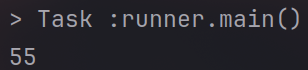 > Task :runner.main()
55